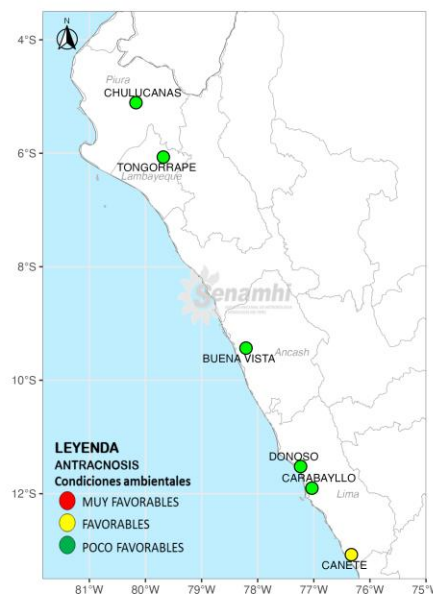 N
4°S
Piura
CHULUCANAS
6°S
TONGORRAPE
Lambayeque
8°S
Senamhi
BUENA VISTA
Ancash
10°S
LEYENDA
ANTRACNOSIS
Condiciones ambientales
MUY FAVORABLES
FAVORABLES
POCO FAVORABLES
DONOSO
CARABAYLLO
Lima
12°S
CAÑETE
81°W 80°W 79°W 78°W 77°W 76°W 75°W